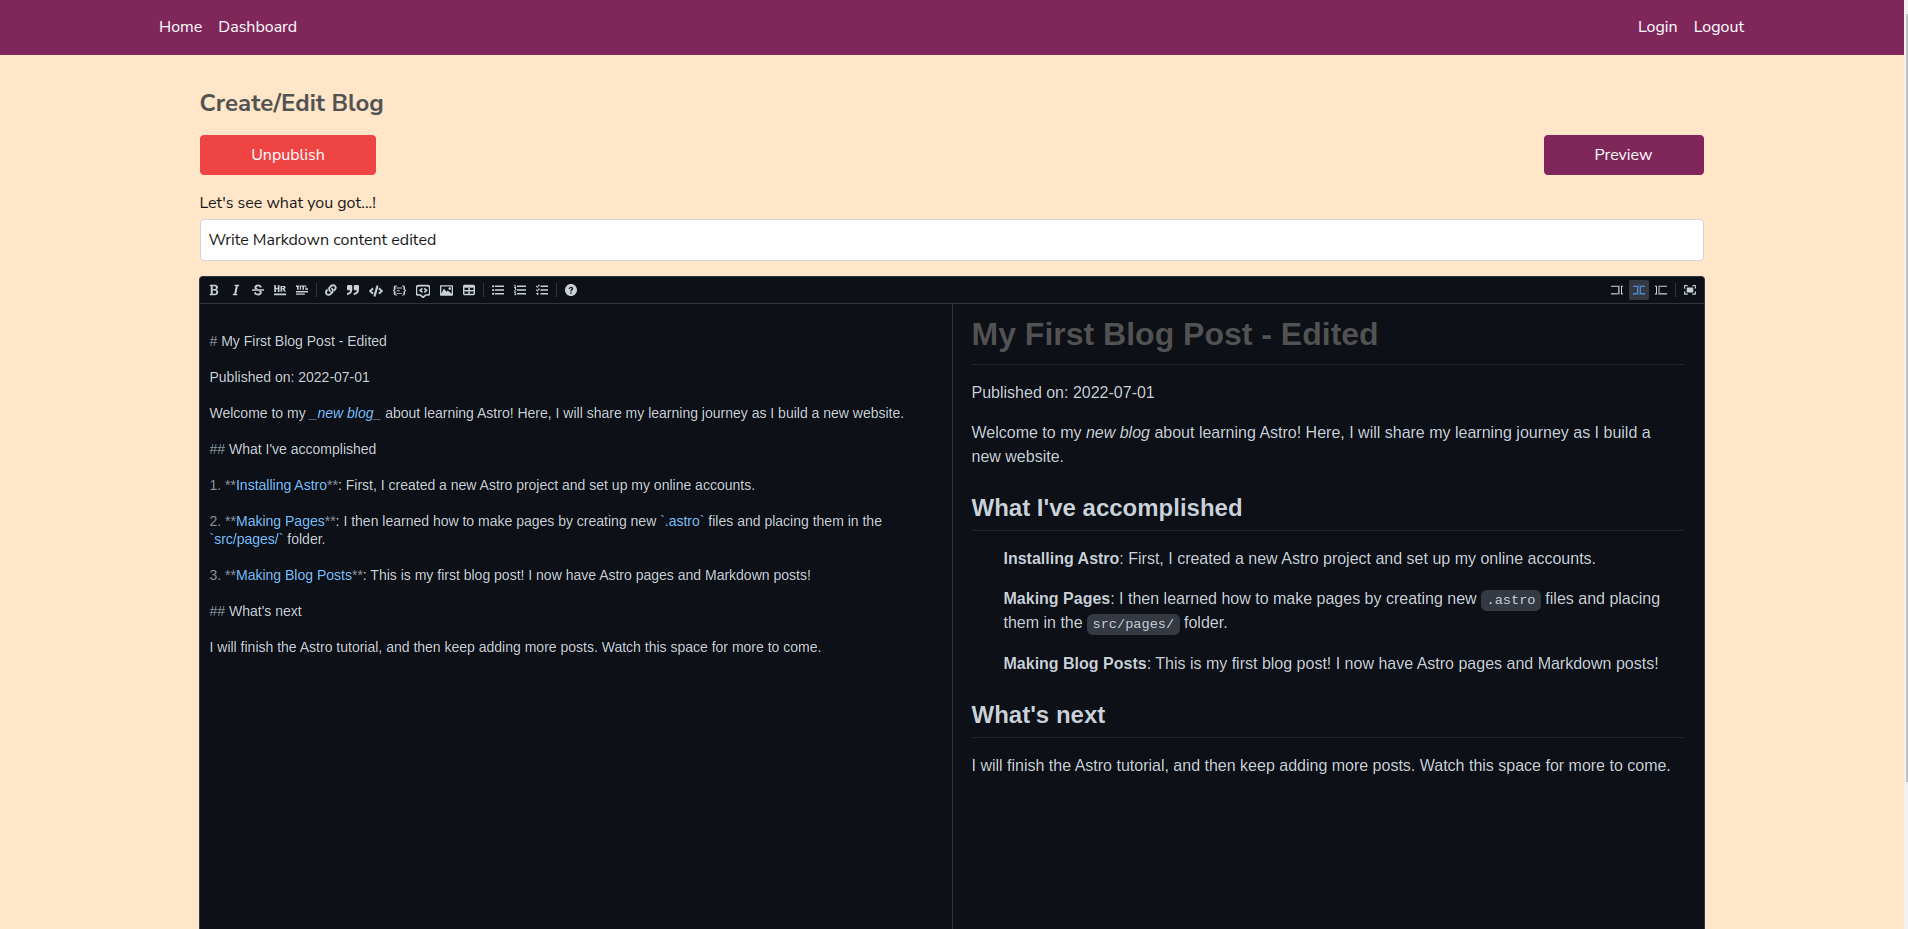 Home Dashboard Login Logout
Create/Edit Blog
Unpublish Preview
Let's see what you got...!
Write Markdown content edited
# My First Blog Post - Edited
Published on: 2022-07-01
Welcome to my _new blog_ about learning Astro! Here, I will share my learning journey as I build a new website.
## What I've accomplished
1. **Installing Astro**: First, I created a new Astro project and set up my online accounts.
2. **Making Pages**: I then learned how to make pages by creating new `.astro` files and placing them in the
`src/pages/` folder.
3. **Making Blog Posts**: This is my first blog post! I now have Astro pages and Markdown posts!
## What's next
I will finish the Astro tutorial, and then keep adding more posts. Watch this space for more to come.
My First Blog Post - Edited
Published on: 2022-07-01
Welcome to my new blog about learning Astro! Here, I will share my learning journey as I build a
new website.
What I've accomplished
Installing Astro: First, I created a new Astro project and set up my online accounts.
Making Pages: I then learned how to make pages by creating new .astro files and placing
them in the src/pages/ folder.
Making Blog Posts: This is my first blog post! I now have Astro pages and Markdown posts!
What's next
I will finish the Astro tutorial, and then keep adding more posts. Watch this space for more to come.